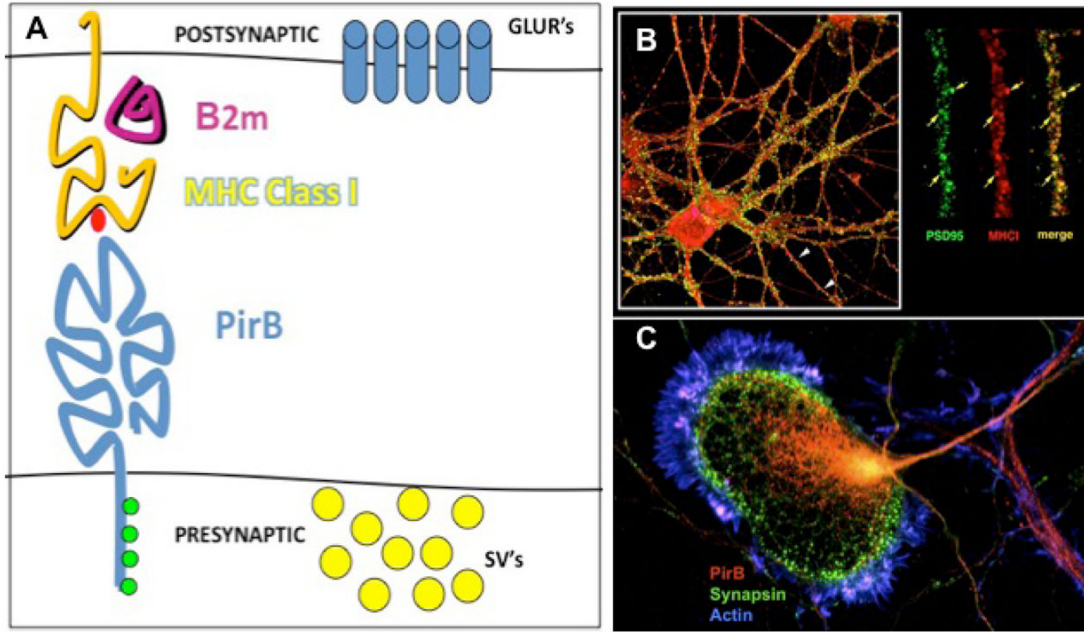 A
POSTSYNAPTIC
GLUR's
B2m
MHC Class I
PirB
PRESYNAPTIC
SV's
B
PSD95 MHCI merge
C
PirB
Synapsin
Actin